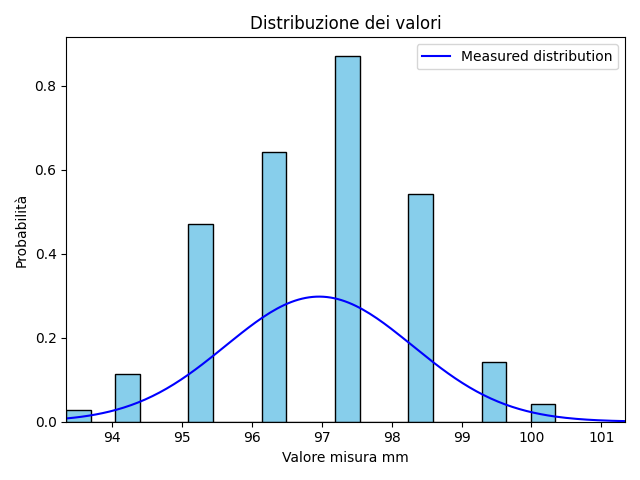 Distribuzione dei valori
Measured distribution
Probabilità
0.8
0.6
0.4
0.2
0.0
94 95 96 97 98 99 100 101
Valore misura mm